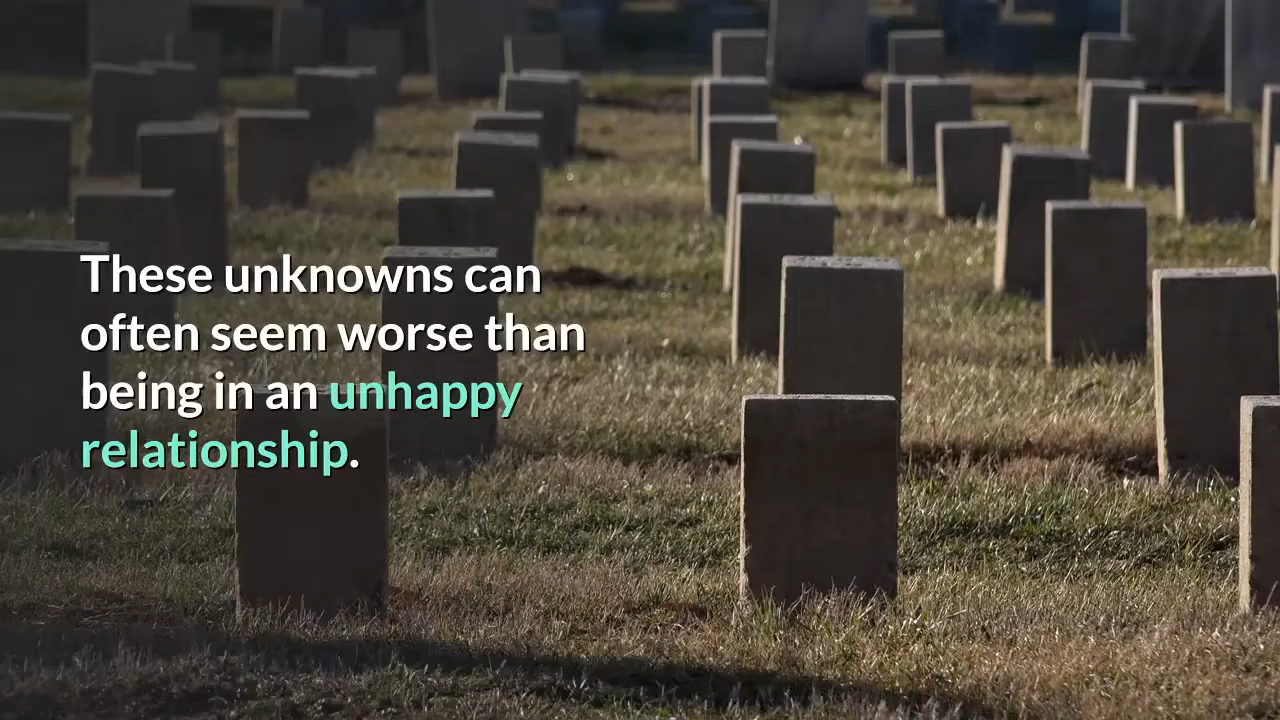 These unknowns can
often seem worse than
being in an unhappy
relationship.